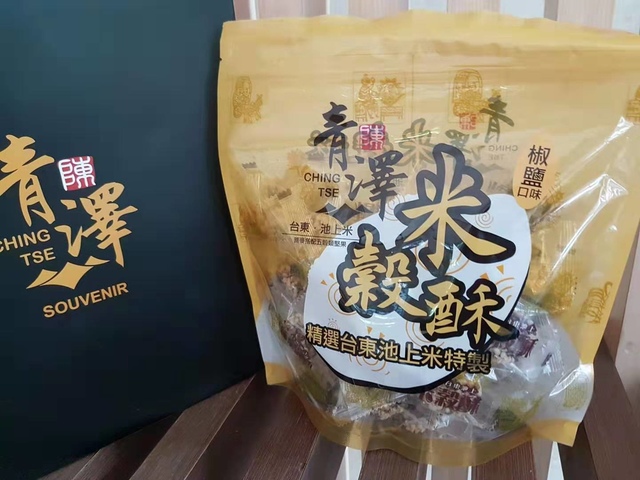 陳
青澤
CHING
TSE
SOUVENIR
陳
青澤
CHING
TSE
台東·池上米
椒鹽
口味
米穀酥
精選台東池上米特製